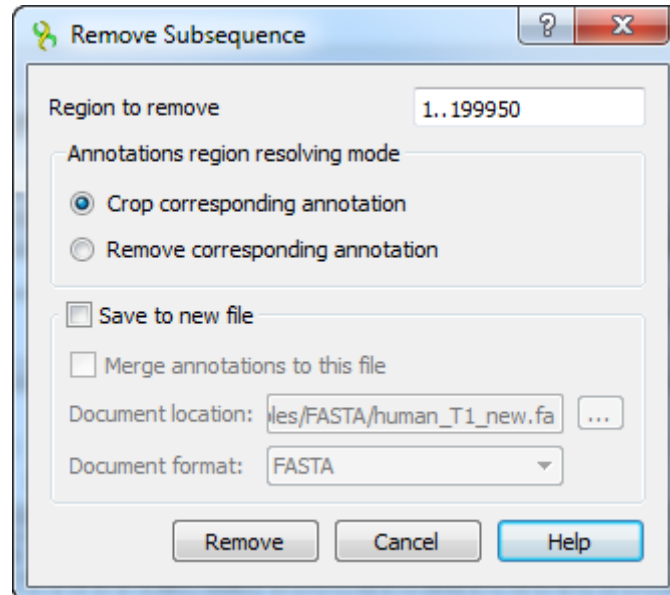 Remove Subsequence
Region to remove 1..199950
Annotations region resolving mode
Crop corresponding annotation
Remove corresponding annotation
Save to new file
Merge annotations to this file
Document location: les/FASTA/human_T1_new.fa ...
Document format: FASTA
Remove Cancel Help